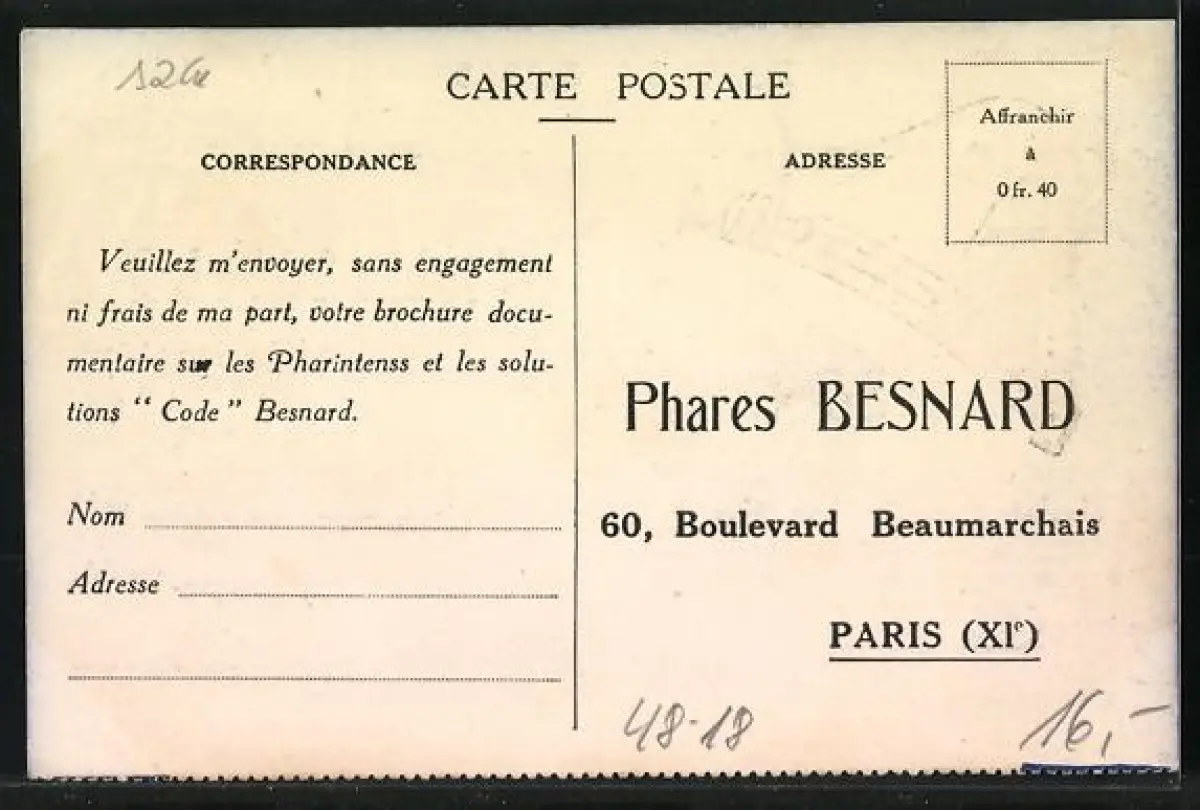 CARTE POSTALE
CORRESPONDANCE
Veuillez m'envoyer, sans engagement
ni frais de ma part, votre brochure docu-
mentaire sur les Pharintenss et les solu-
tions “ Code ” Besnard.
Nom
Adresse
ADRESSE
Affranchir
à
0 fr. 40
Phares BESNARD
60, Boulevard Beaumarchais
PARIS (XIe)
48-18
16,-